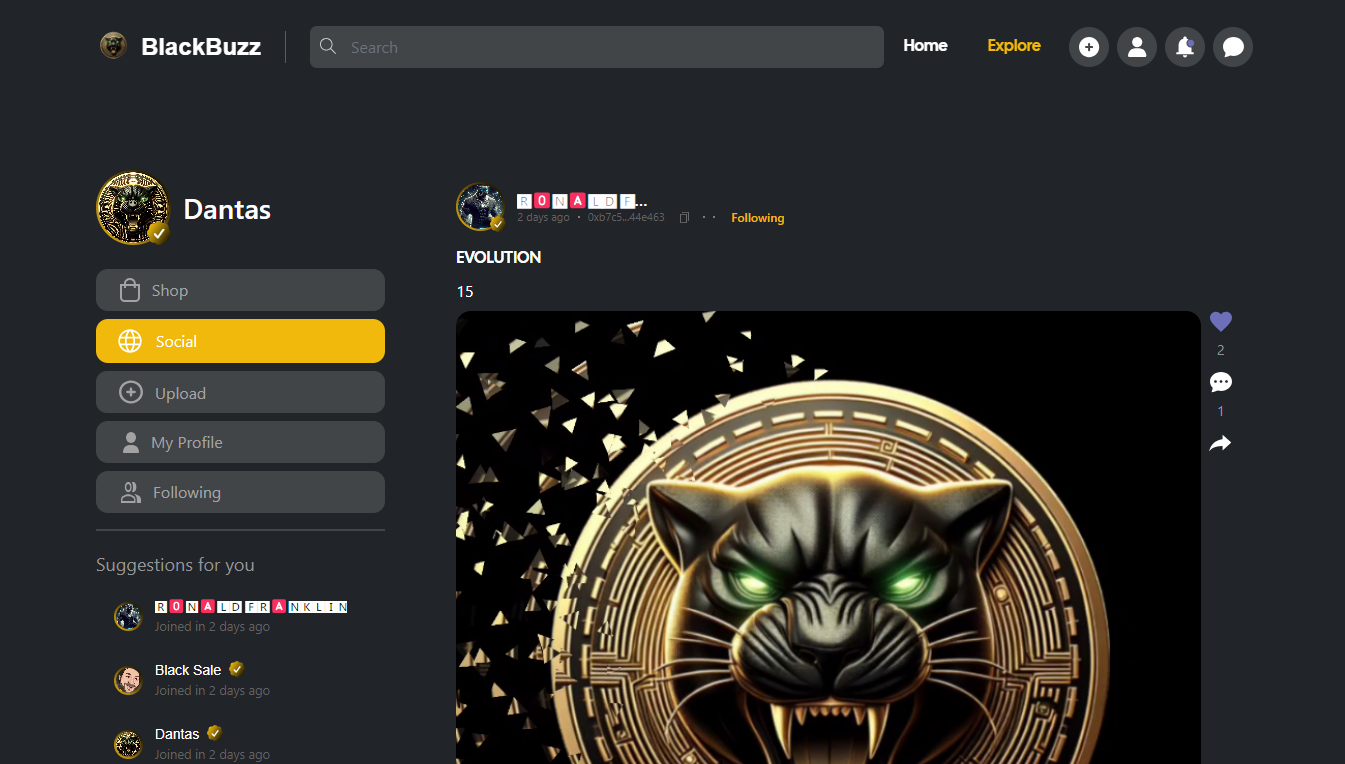 BlackBuzz
Search
Home
Explore
Dantas
Shop
Social
Upload
My Profile
Following
Suggestions for you
🆁🅾🅽🅰🅻🅳🅵🆁🅰🅽🅺🅻🅸🅽
Joined in 2 days ago
Black Sale
Joined in 2 days ago
Dantas
Joined in 2 days ago
🆁🅾🅽🅰🅻🅳🅵...
2 days ago · 0xb7c5...44e463 · · Following
EVOLUTION
15
2
1